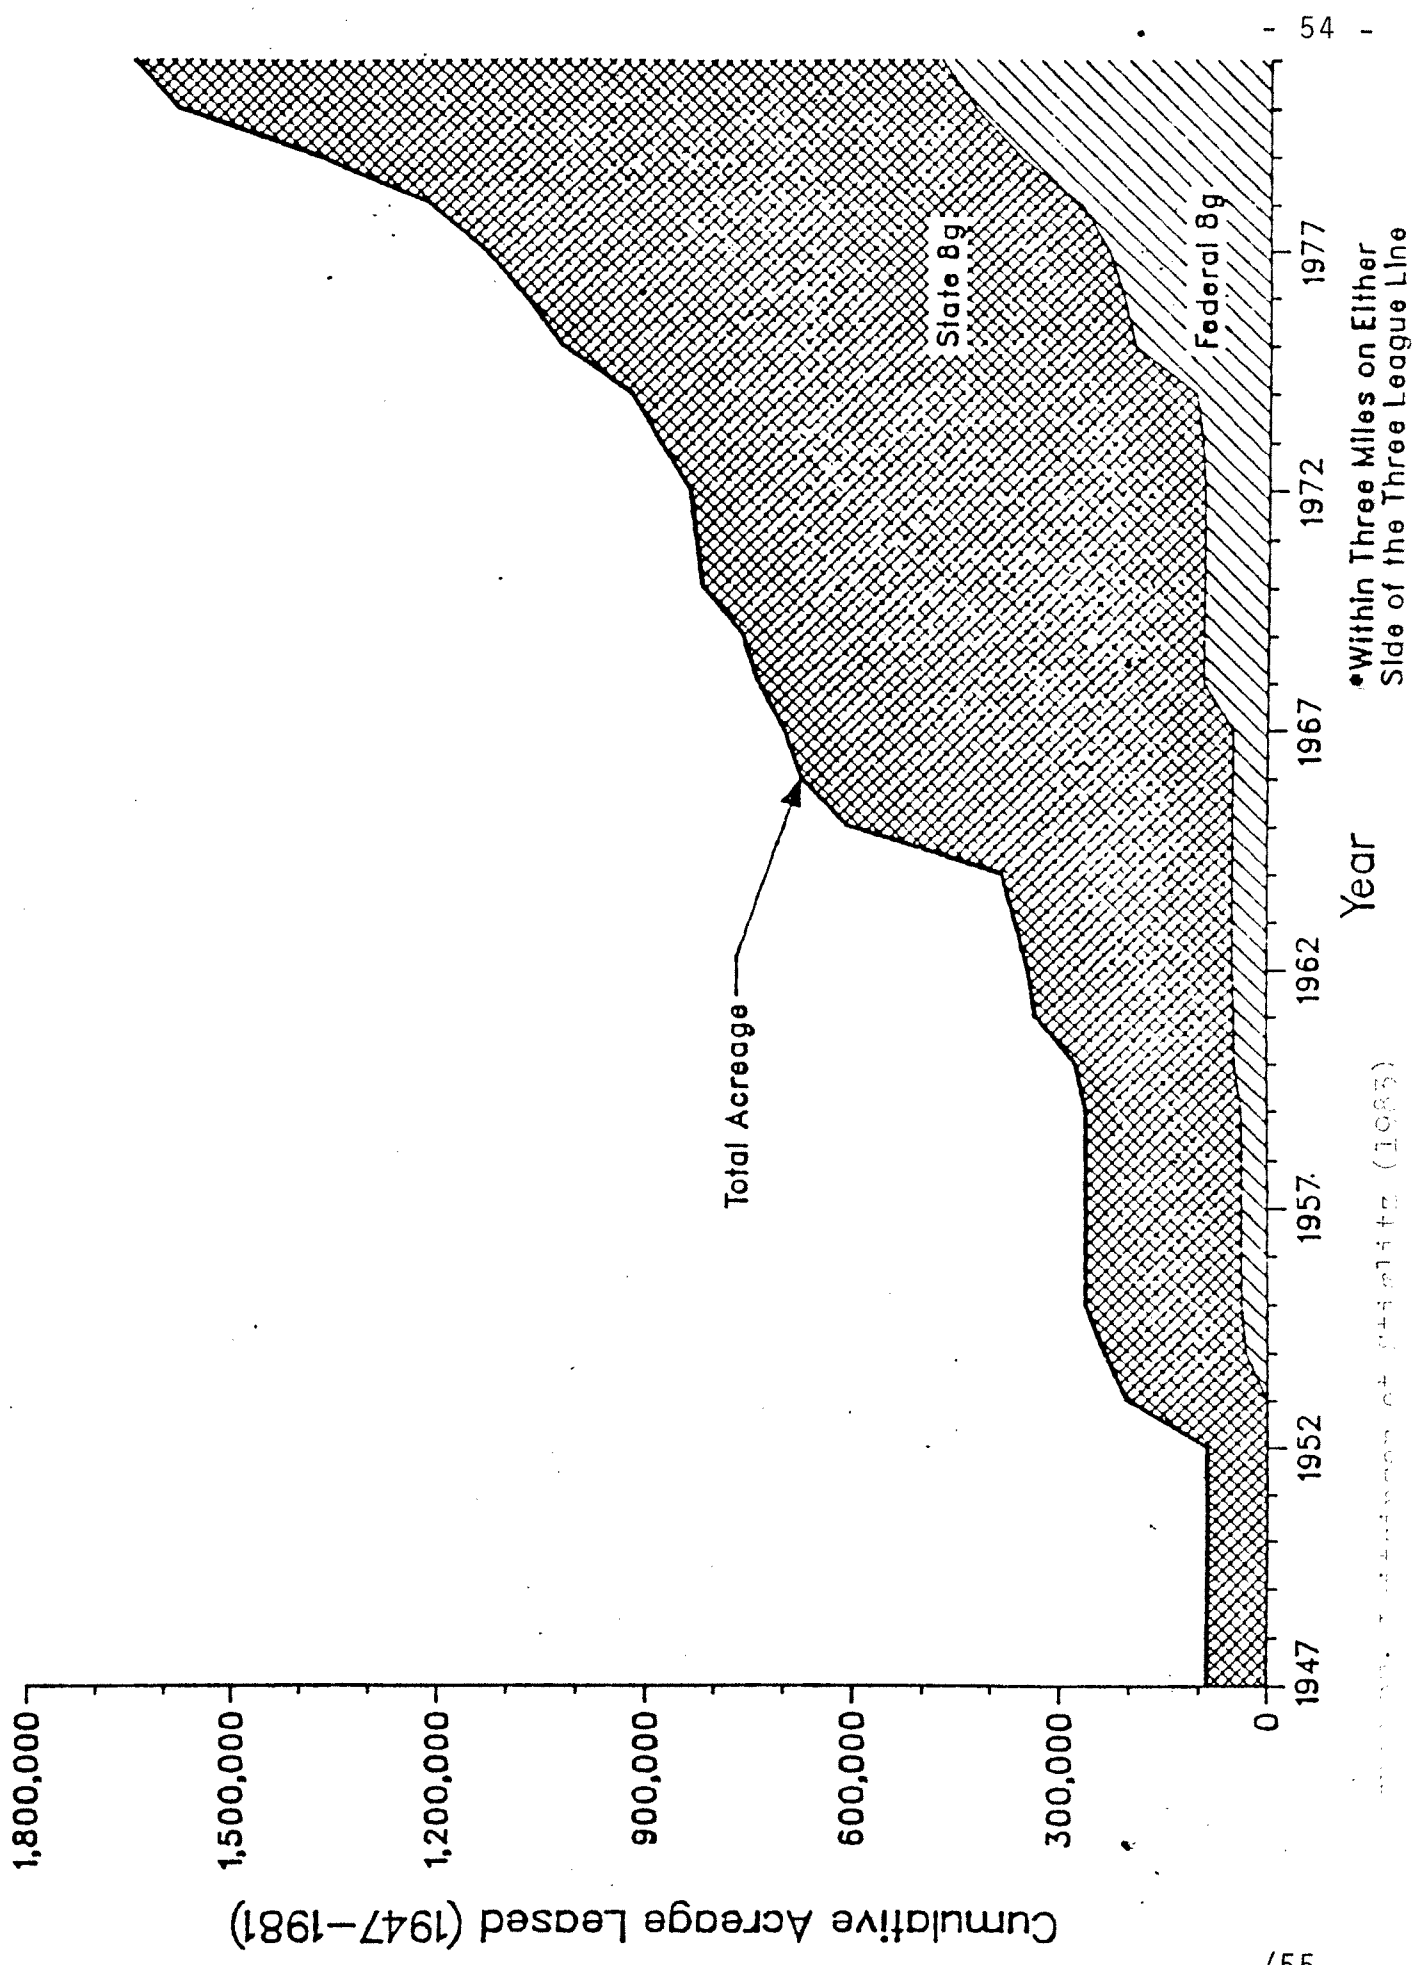 - 54 -
Cumulative Acreage Leased (1947-1981)
1,800,000
1,500,000
1,200,000
900,000
600,000
300,000
0
Total Acreage
State 8g
Federal 8g
1947
1952
1957
1962
1967
1972
1977
Year
*Within Three Miles on Either
Side of the Three League Line
(1983)